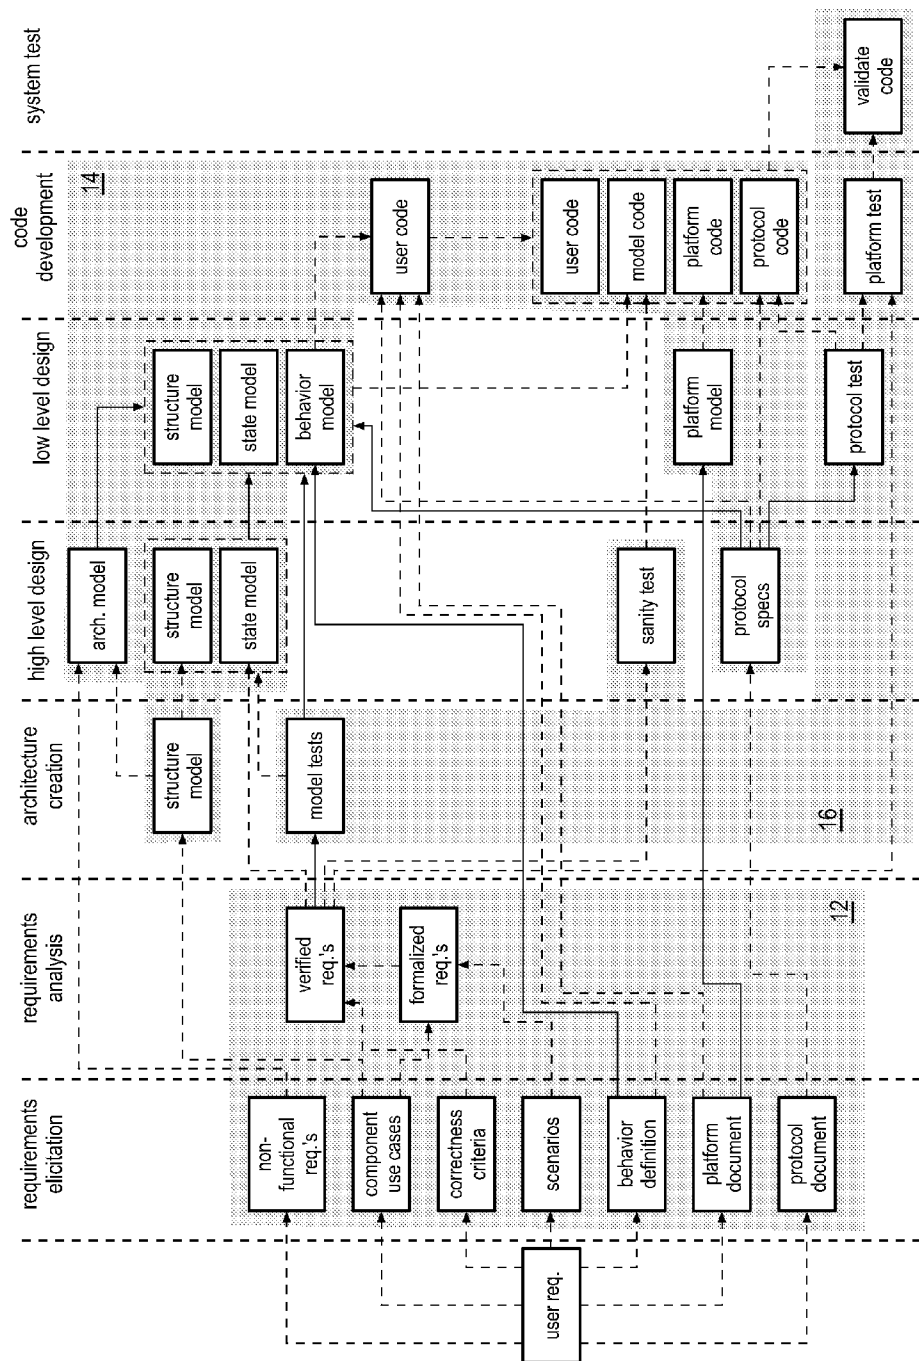 requirements
elicitation
requirements
analysis
architecture
creation
high level design
low level design
code
development
system test
user req.
non-
functional
req.'s
component
use cases
correctness
criteria
scenarios
behavior
definition
platform
document
protocol
document
verified
req.'s
formalized
req.'s
12
structure
model
model tests
16
arch. model
structure
model
state model
sanity test
protocol
specs
structure
model
state model
behavior
model
platform
model
protocol test
14
user code
user code
model code
platform
code
protocol
code
platform test
validate
code